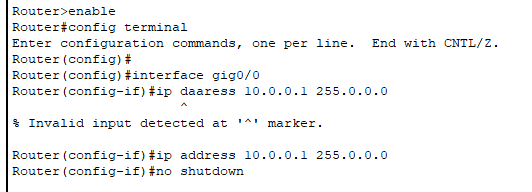 Router>enable
Router#config terminal
Enter configuration commands, one per line.  End with CNTL/Z.
Router(config)#
Router(config)#interface gig0/0
Router(config-if)#ip daaress 10.0.0.1 255.0.0.0
                        ^
% Invalid input detected at '^' marker.

Router(config-if)#ip address 10.0.0.1 255.0.0.0
Router(config-if)#no shutdown